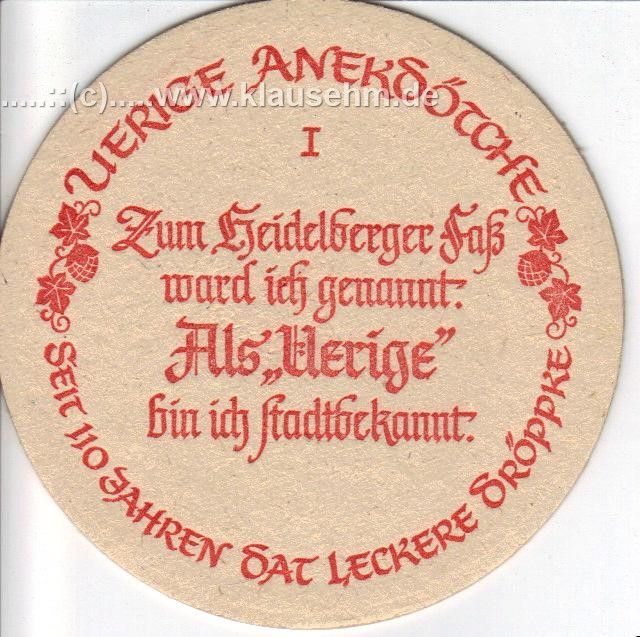 UERIGE ANEKDÖTCHE
......::(c).....www.klausehm.de
I
Zum Heidelberger Faß
ward ich genannt.
Als „Uerige”
bin ich stadtbekannt.
SEIT 110 JAHREN DAT LECKERE DRÖPPKE